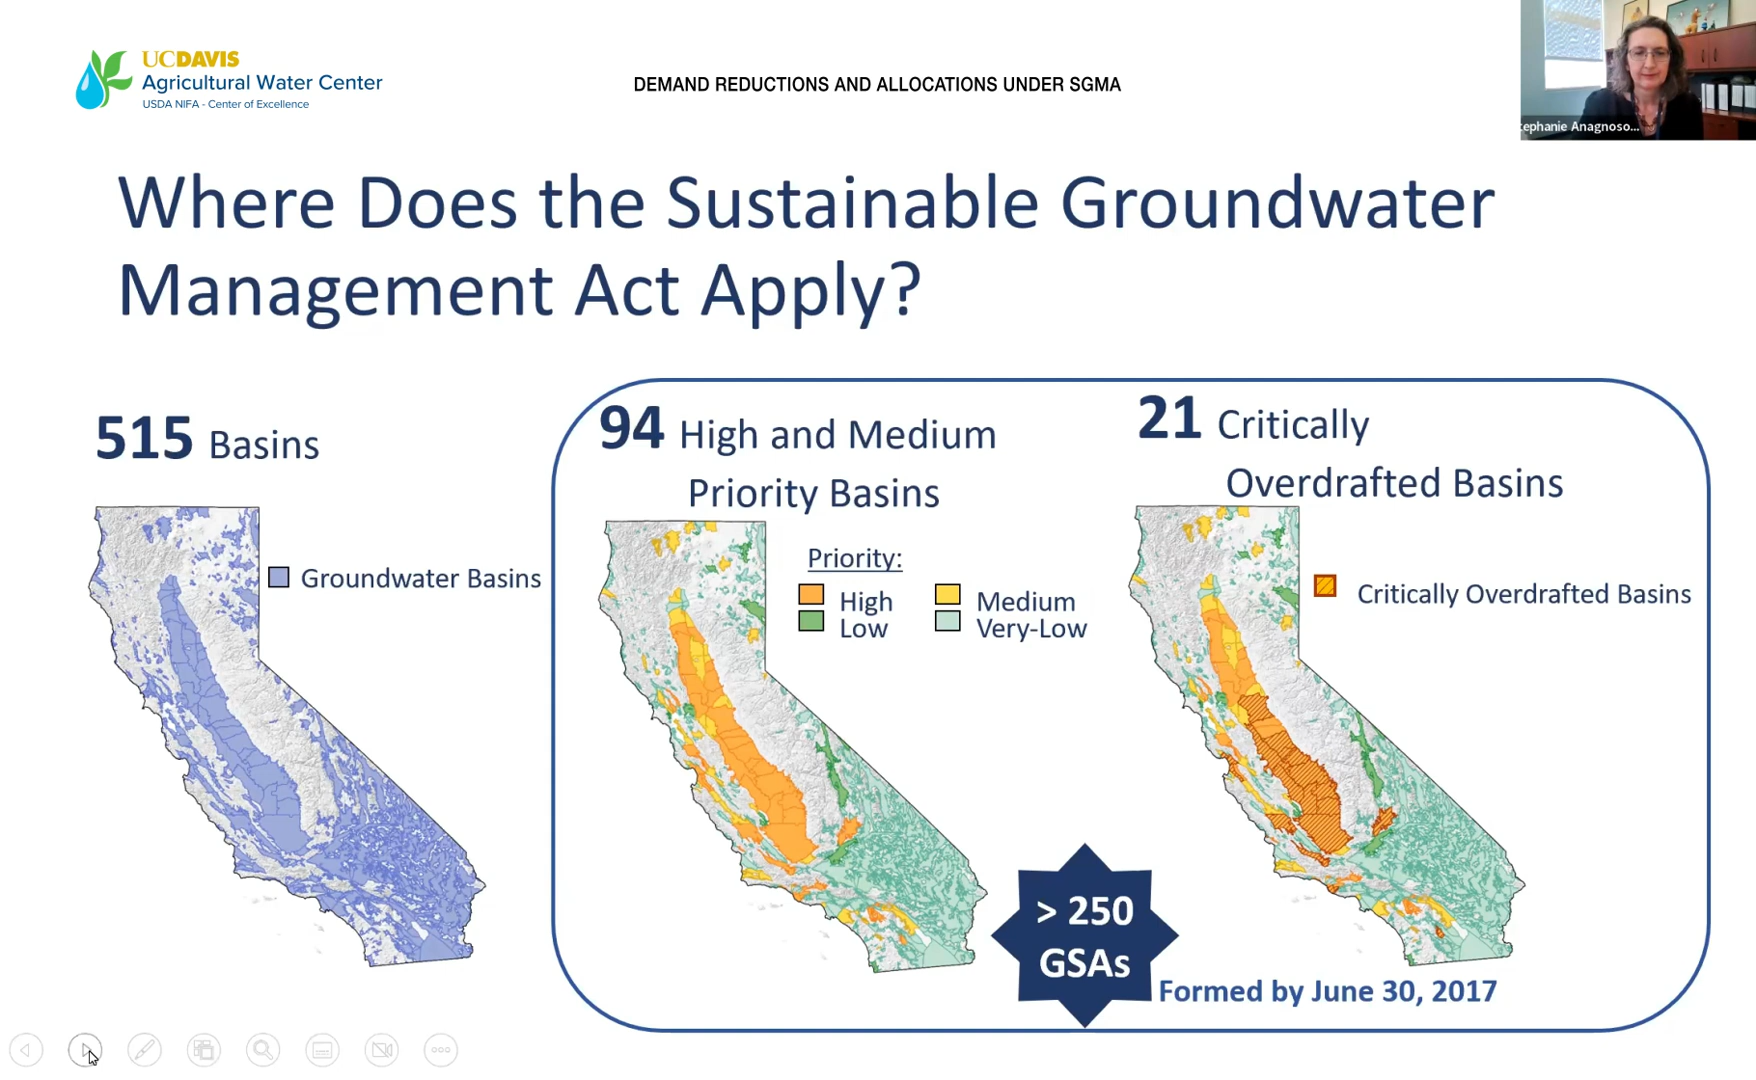 UCDAVIS
Agricultural Water Center
USDA NIFA - Center of Excellence
DEMAND REDUCTIONS AND ALLOCATIONS UNDER SGMA
tephanie Anagnoso...
Where Does the Sustainable Groundwater
Management Act Apply?
515 Basins
Groundwater Basins
94 High and Medium
Priority Basins
Priority:
High
Medium
Low
Very-Low
21 Critically
Overdrafted Basins
Critically Overdrafted Basins
> 250
GSAs
Formed by June 30, 2017